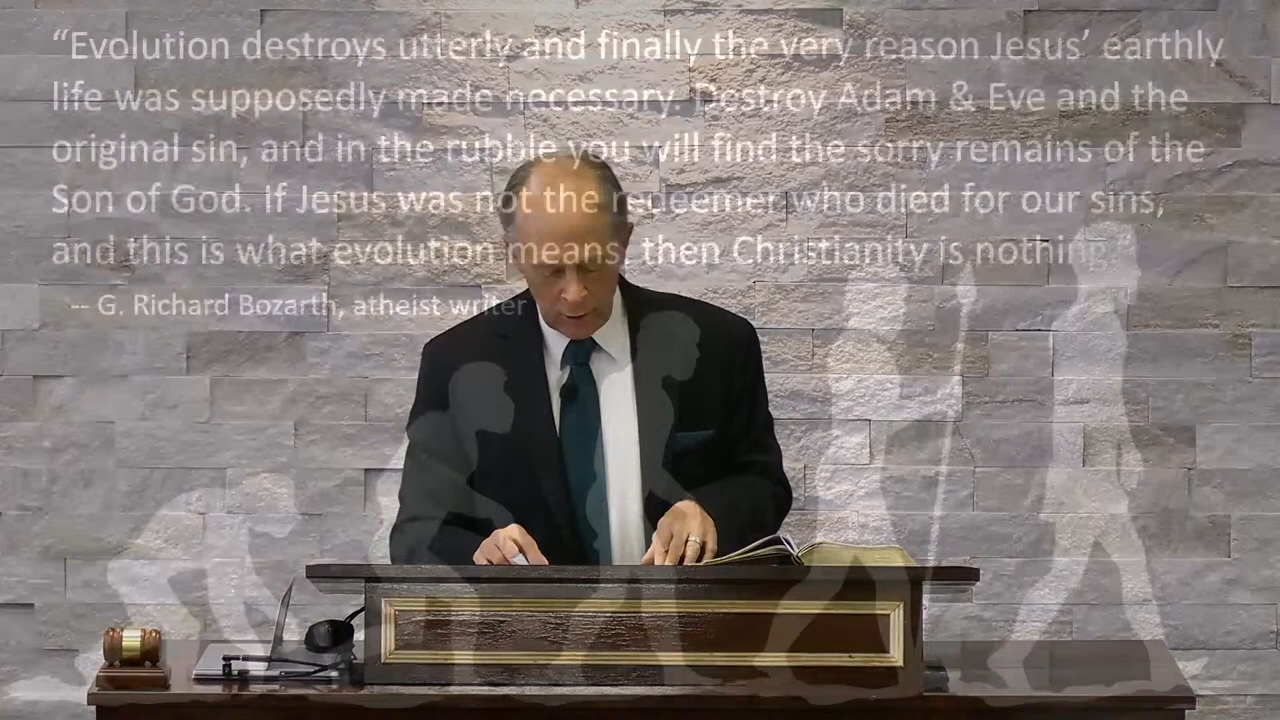 “Evolution destroys utterly and finally the very reason Jesus’ earthly
life was supposedly made necessary. Destroy Adam & Eve and the
original sin, and in the rubble you will find the sorry remains of the
Son of God. If Jesus was not the redeemer who died for our sins,
and this is what evolution means, then Christianity is nothing.”
-- G. Richard Bozarth, atheist writer